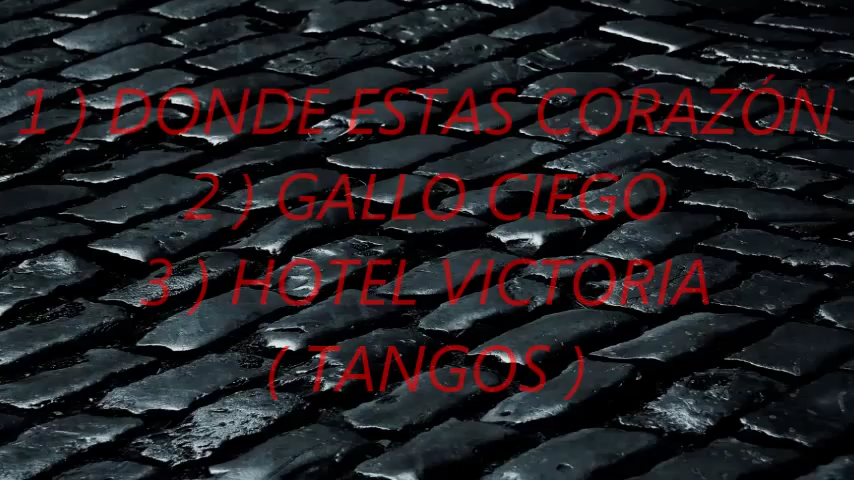 1 ) DONDE ESTAS CORAZÓN
2 ) GALLO CIEGO
3 ) HOTEL VICTORIA
( TANGOS )